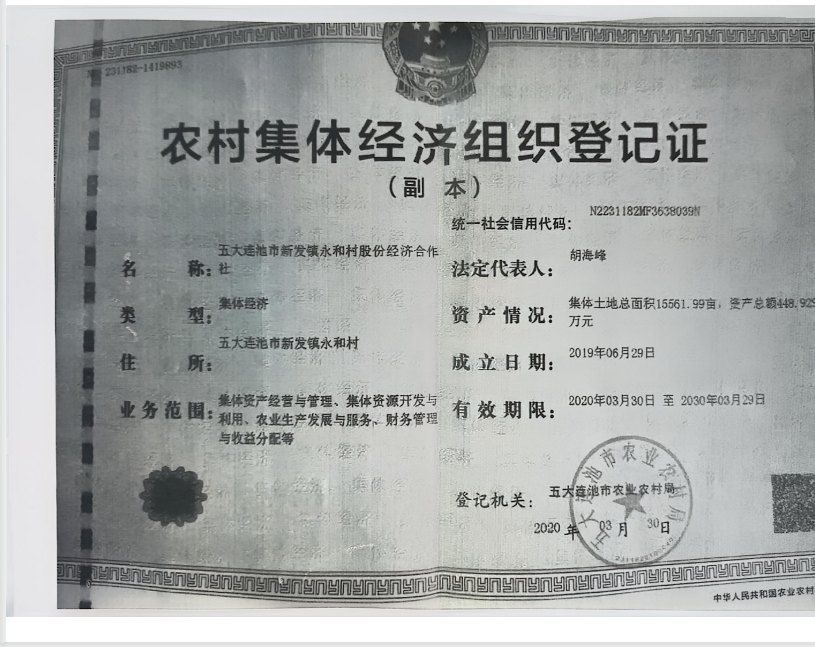 231182-1419893
农村集体经济组织登记证
（副 本）
统一社会信用代码：N2231182MF3638039N
名 称：五大连池市新发镇永和村股份经济合作
社
法定代表人：胡海峰
类 型：集体经济
资产情况：集体土地总面积15561.99亩，资产总额448.929
万元
住 所：五大连池市新发镇永和村
成立日期：2019年06月29日
业务范围：集体资产经营与管理、集体资源开发与
利用、农业生产发展与服务、财务管理
与收益分配等
有效期限：2020年03月30日 至 2030年03月29日
登记机关：五大连池市农业农村局
2020 年 03 月 30日
五大连池市农业农村局
中华人民共和国农业农村